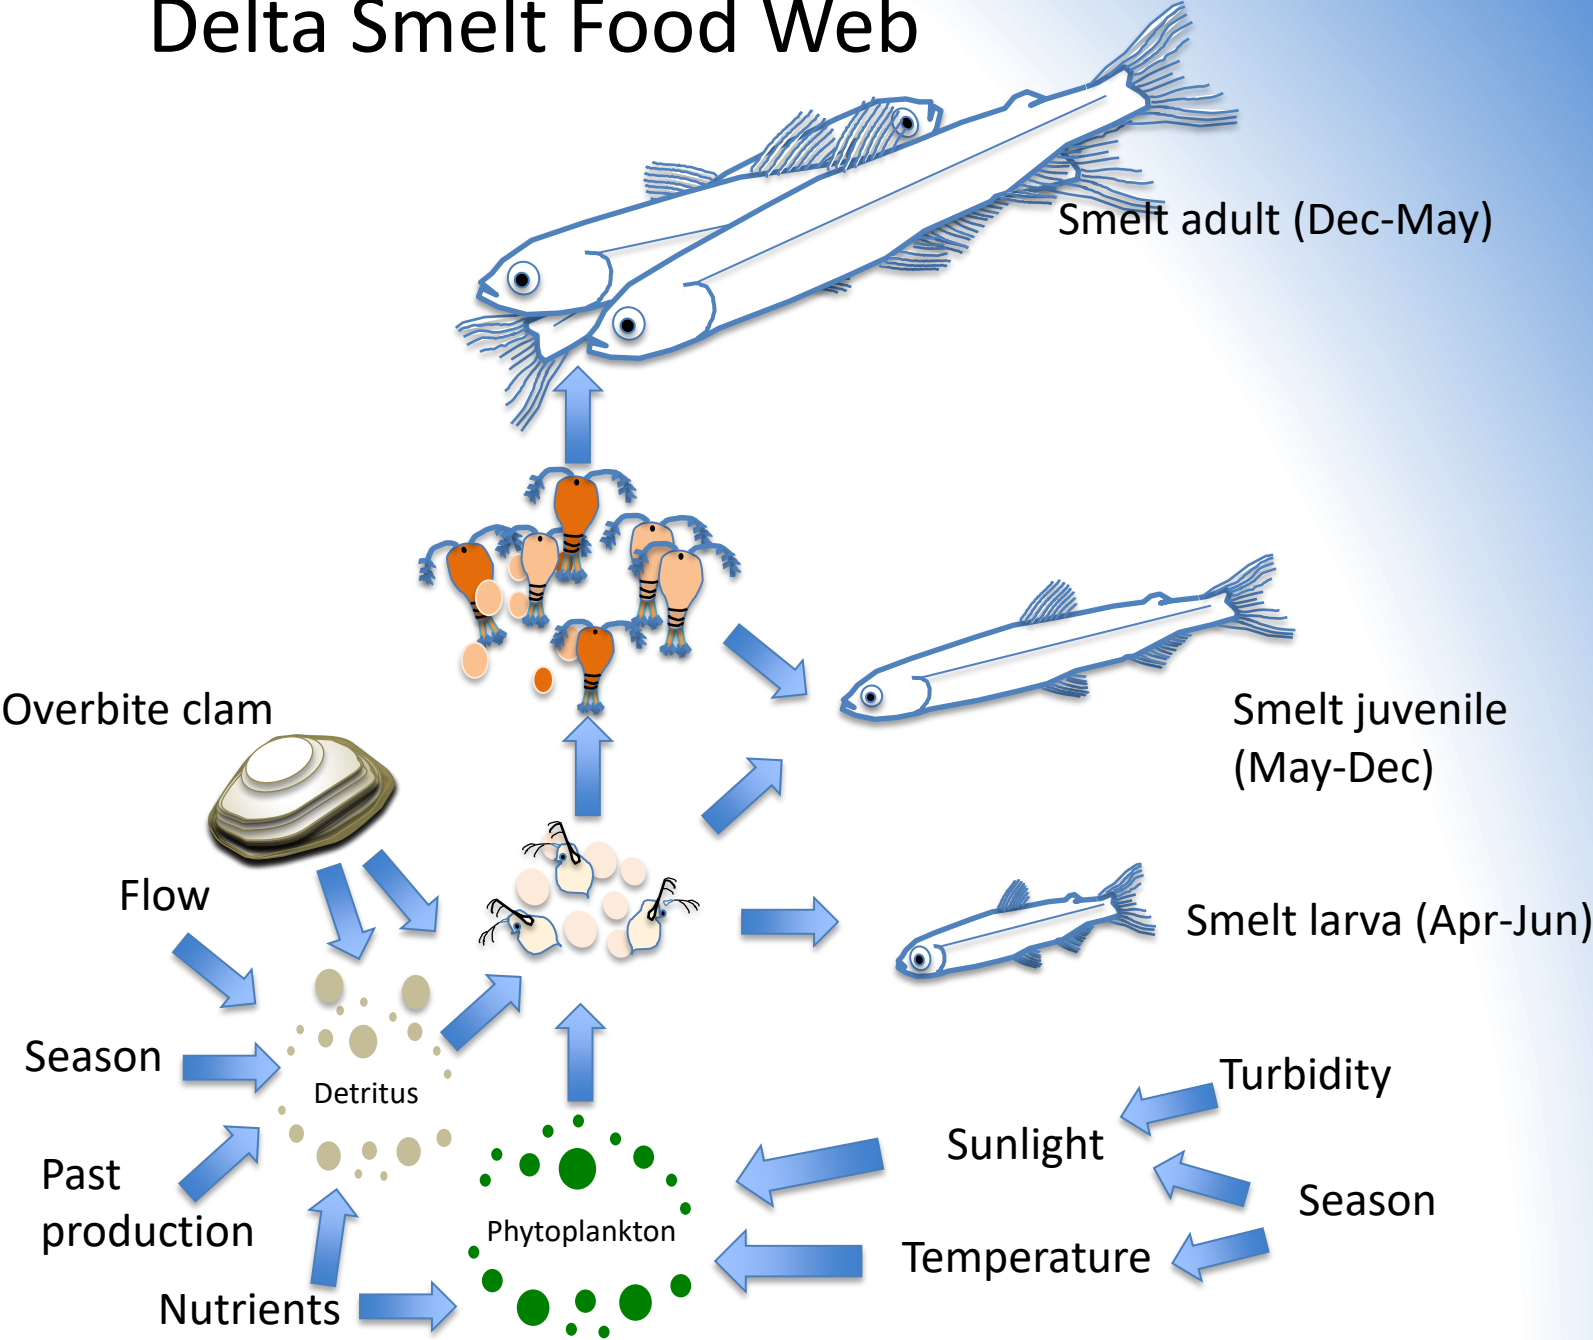 Delta Smelt Food Web
Smelt adult (Dec-May)
Overbite clam
Smelt juvenile
(May-Dec)
Flow
Smelt larva (Apr-Jun)
Season
Detritus
Turbidity
Sunlight
Past
production
Season
Phytoplankton
Temperature
Nutrients